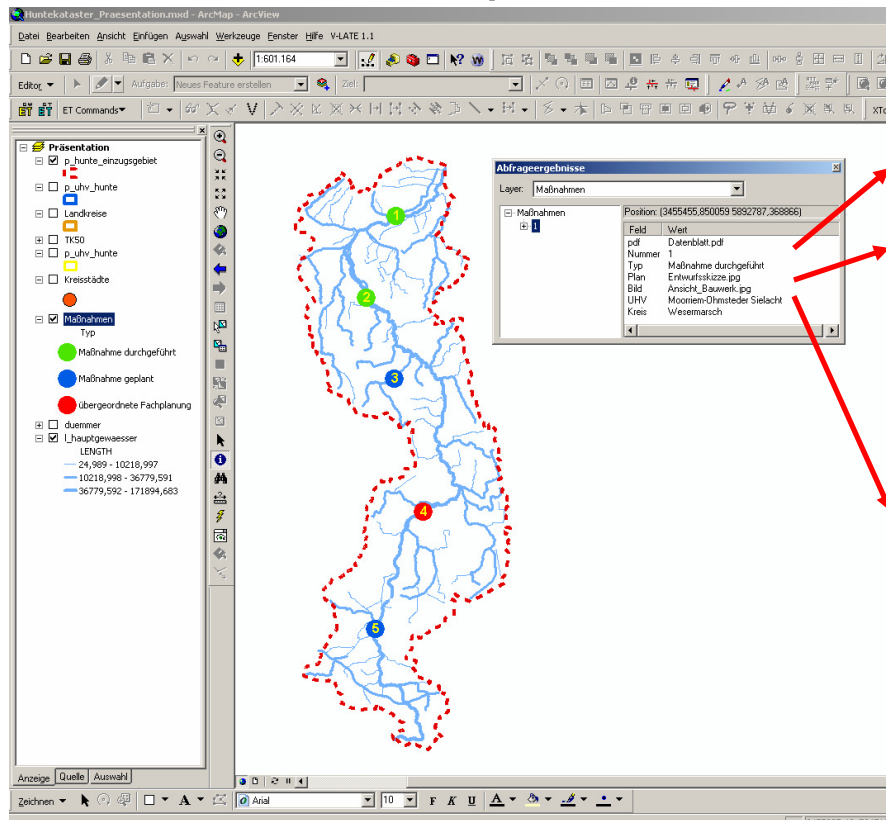 Huntekataster_Praesentation.mxd - ArcMap - ArcView
Datei Bearbeiten Ansicht Einfügen Auswahl Werkzeuge Fenster Hilfe V-LATE 1.1
1:601.164
Editor Aufgabe: Neues Feature erstellen Ziel:
ET Commands
Präsentation
p_hunte_einzugsgebiet
p_uhv_hunte
Landkreise
TK50
p_uhv_hunte
Kreisstädte
Maßnahmen
Typ
Maßnahme durchgeführt
Maßnahme geplant
übergeordnete Fachplanung
duemmer
l_hauptgewaesser
LENGTH
24,989 - 10218,997
10218,998 - 36779,591
36779,592 - 171894,683
Anzeige Quelle Auswahl
1
2
3
4
5
Abfrageergebnisse
Layer: Maßnahmen
Maßnahmen
1
Position: (3455455,850059 5892787,368866)
Feld Wert
pdf Datenblatt.pdf
Nummer 1
Typ Maßnahme durchgeführt
Plan Entwurfsskizze.jpg
Bild Ansicht_Bauwerk.jpg
UHV Moorriem-Ohmsteder Sielacht
Kreis Wesermarsch
Zeichnen A Arial 10 F K U A